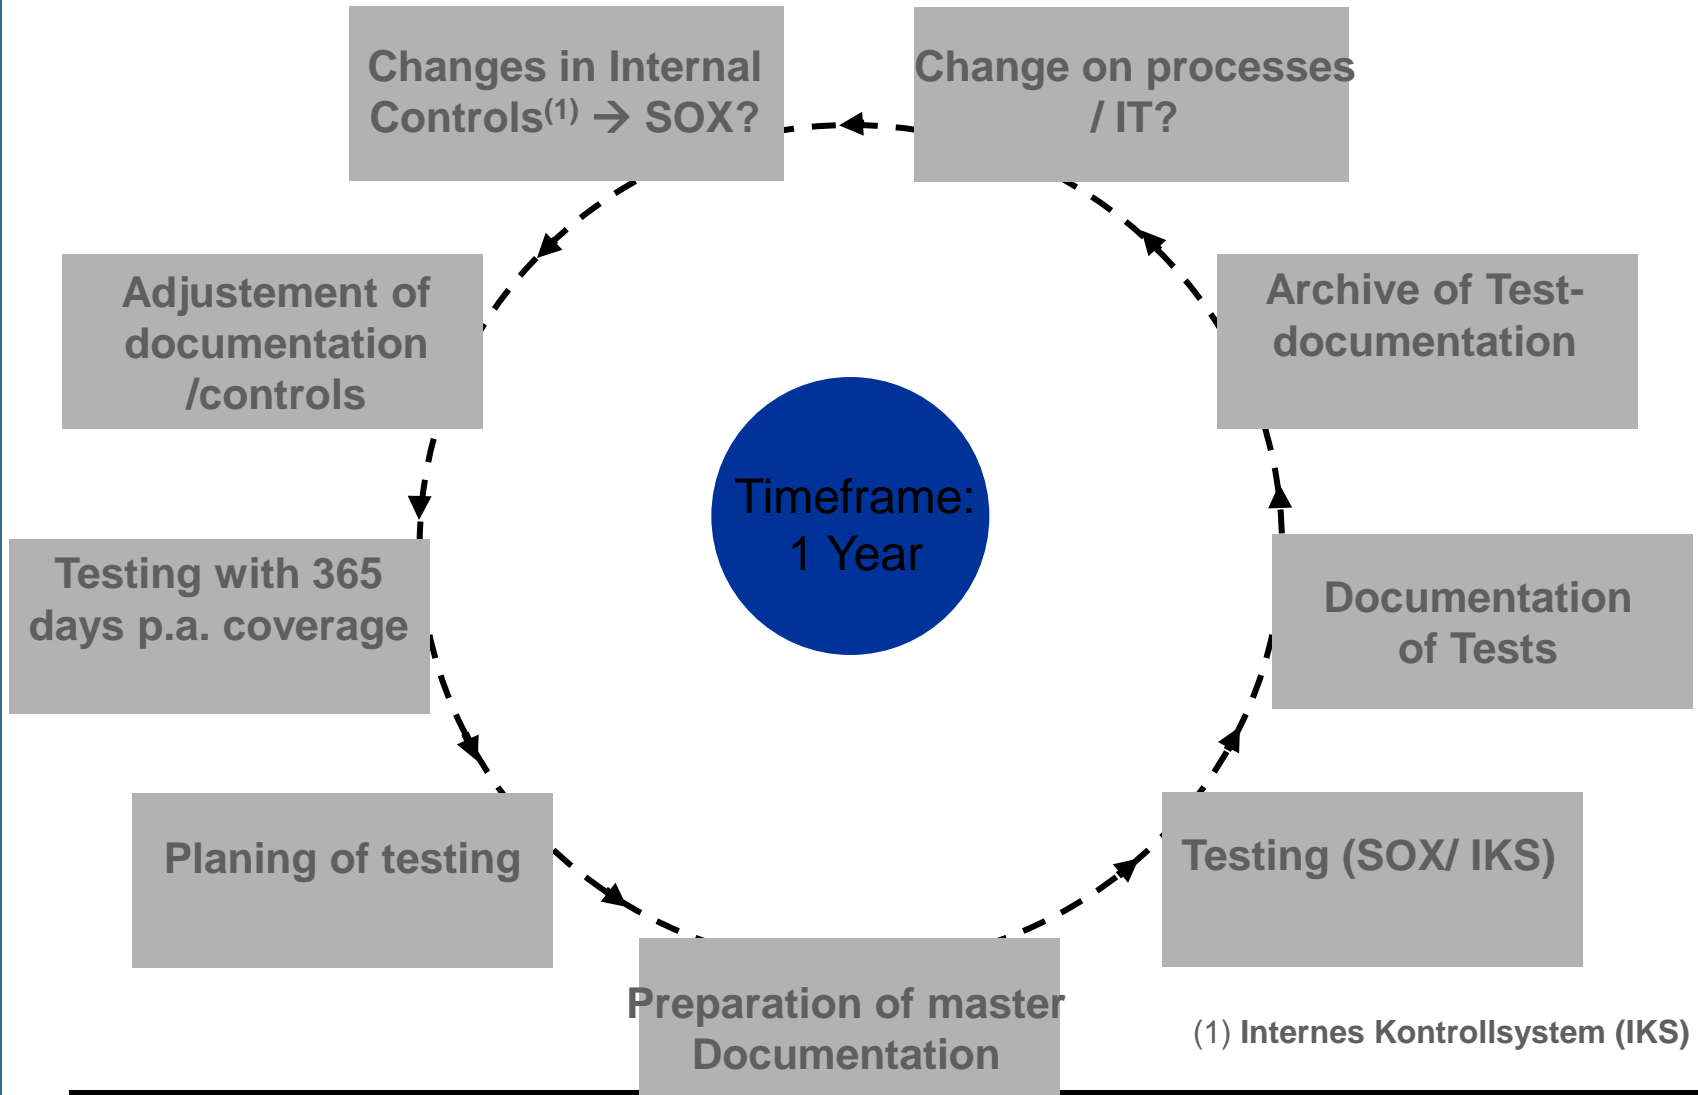 Changes in Internal
Controls(1) → SOX?
Change on processes
/ IT?
Adjustement of
documentation
/controls
Archive of Test-
documentation
Timeframe:
1 Year
Testing with 365
days p.a. coverage
Documentation
of Tests
Planing of testing
Testing (SOX/ IKS)
Preparation of master
Documentation
(1) Internes Kontrollsystem (IKS)